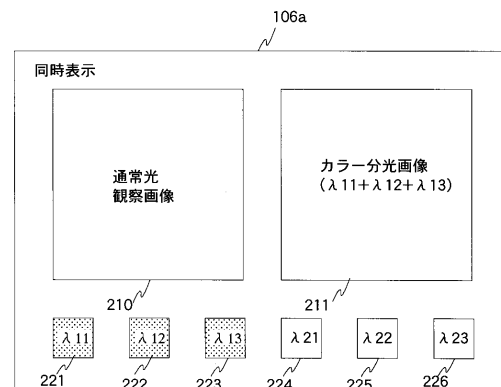 106a
同時表示
通常光
観察画像
カラー分光画像
(λ11+λ12+λ13)
210
211
λ11
λ12
λ13
λ21
λ22
λ23
221
222
223
224
225
226